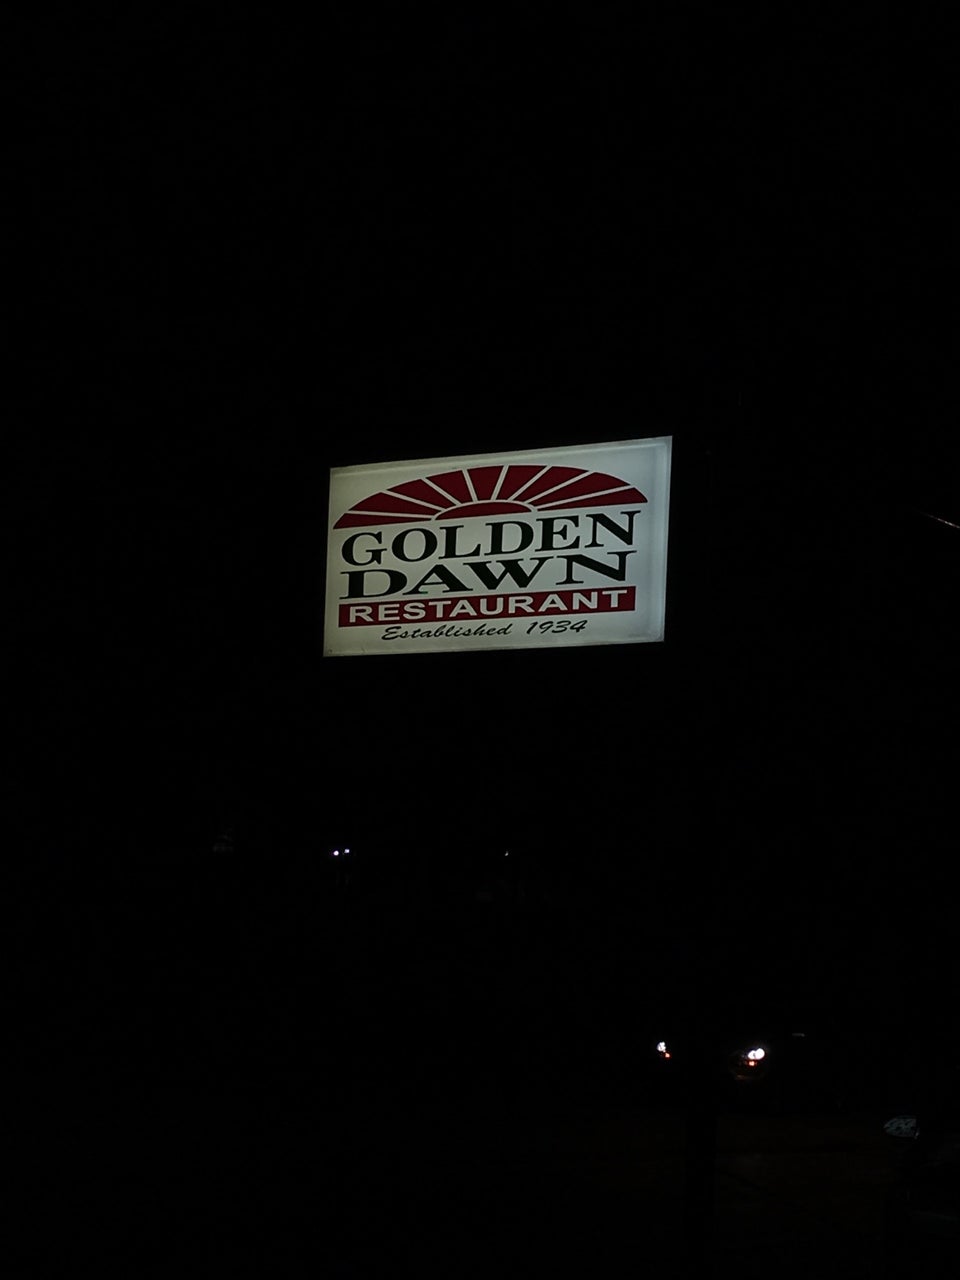 GOLDEN
DAWN
RESTAURANT
Established 1934